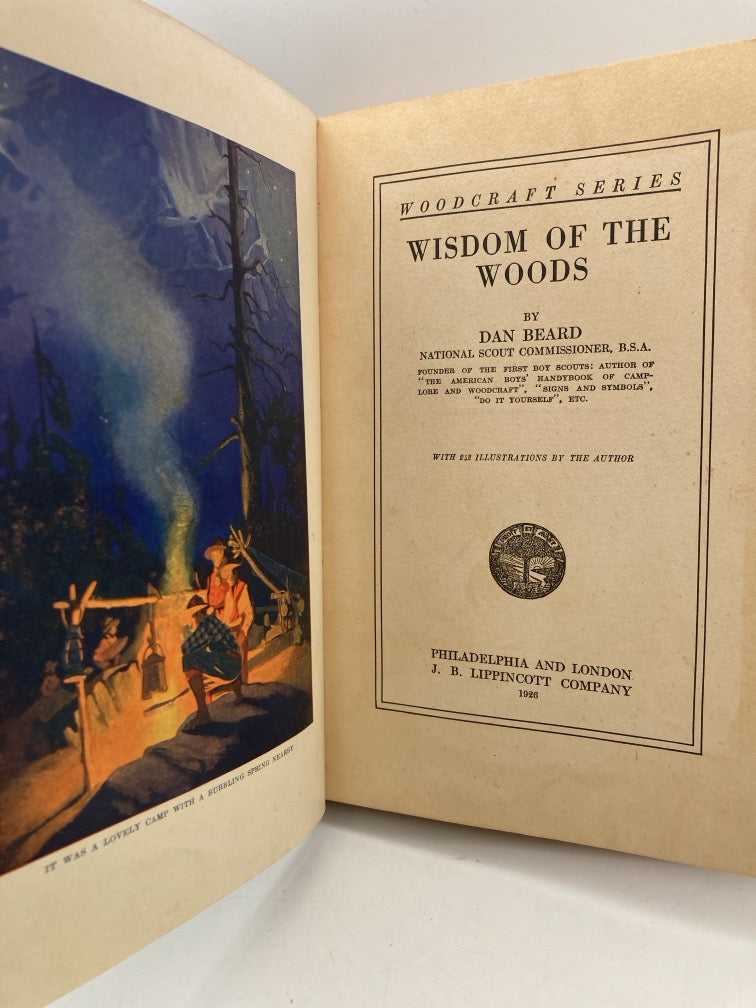 IT WAS A LOVELY CAMP WITH A BUBBLING SPRING NEARBY
WOODCRAFT SERIES
WISDOM OF THE
WOODS
BY
DAN BEARD
NATIONAL SCOUT COMMISSIONER, B.S.A.
FOUNDER OF THE FIRST BOY SCOUTS: AUTHOR OF
"THE AMERICAN BOYS' HANDYBOOK OF CAMP-
LORE AND WOODCRAFT", "SIGNS AND SYMBOLS",
"DO IT YOURSELF", ETC.
WITH 242 ILLUSTRATIONS BY THE AUTHOR
PHILADELPHIA AND LONDON
J. B. LIPPINCOTT COMPANY
1926